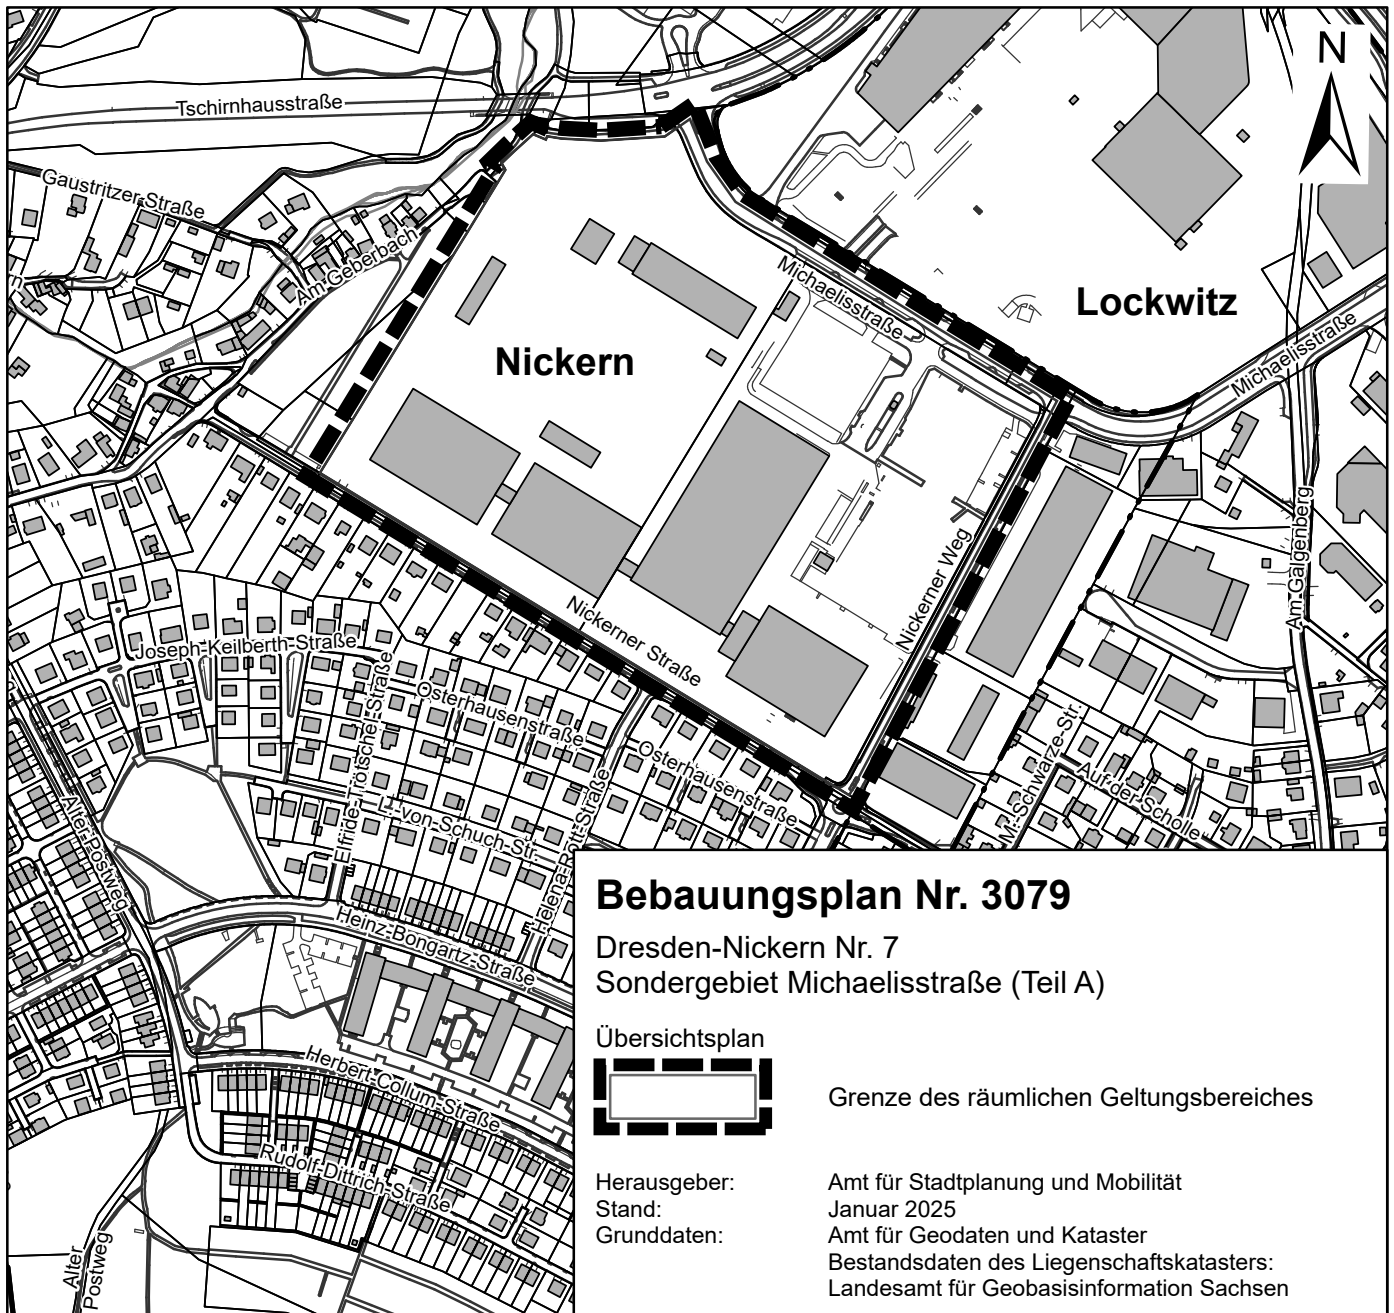 N
Tschirnhausstraße
Gaustritzer Straße
Am Geberbach
Michaelisstraße
Lockwitz
Michaelisstraße
Nickern
Am Galgenberg
Nickerner Weg
Nickerner Straße
Joseph-Keilberth-Straße
Osterhausenstraße
Elfride-Trötschel-Straße
Osterhausenstraße
M.-Schwarze-Str.
Auf der Scholle
Alter Postweg
E.-von-Schuch-Str.
Helena-Rott-Straße
Heinz-Bongartz-Straße
Herbert-Collum-Straße
Rudolf-Dittrich-Straße
Alter
Postweg
Bebauungsplan Nr. 3079
Dresden-Nickern Nr. 7
Sondergebiet Michaelisstraße (Teil A)
Übersichtsplan
Grenze des räumlichen Geltungsbereiches
Herausgeber: Amt für Stadtplanung und Mobilität
Stand: Januar 2025
Grunddaten: Amt für Geodaten und Kataster
Bestandsdaten des Liegenschaftskatasters:
Landesamt für Geobasisinformation Sachsen